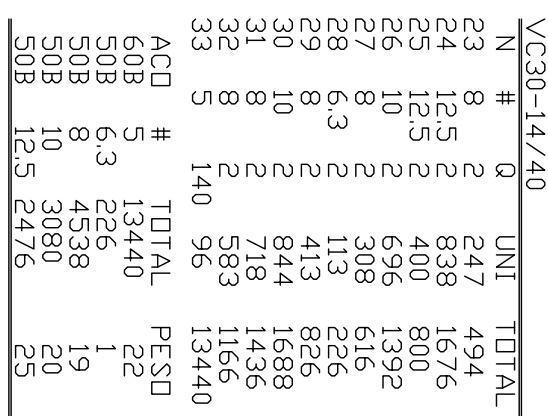 VC30-14/40
N # Q UNI TOTAL
23 8 2 247 494
24 12.5 2 838 1676
25 12.5 2 400 800
26 10 2 696 1392
27 8 2 308 616
28 6.3 2 113 226
29 8 2 413 826
30 10 2 844 1688
31 8 2 718 1436
32 8 2 583 1166
33 5 140 96 13440
ACO # TOTAL PESO
60B 5 13440 22
50B 6.3 226 1
50B 8 4538 19
50B 10 3080 20
50B 12.5 2476 25